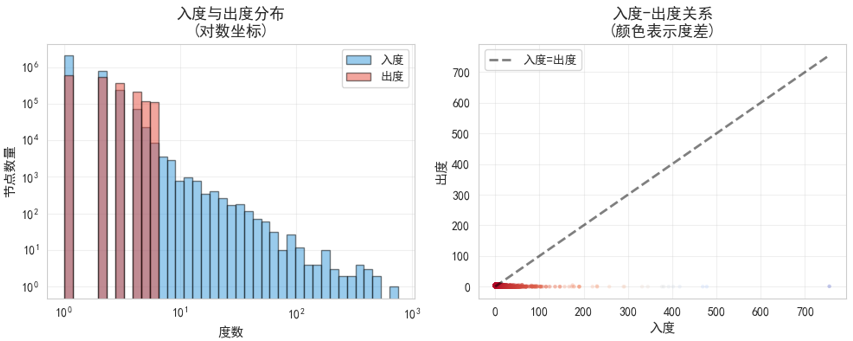 入度与出度分布
(对数坐标)
入度
出度
节点数量
10⁶
10⁵
10⁴
10³
10²
10¹
10⁰
10⁰ 10¹ 10² 10³
度数
入度-出度关系
(颜色表示度差)
入度=出度
出度
700
600
500
400
300
200
100
0
0 100 200 300 400 500 600 700
入度